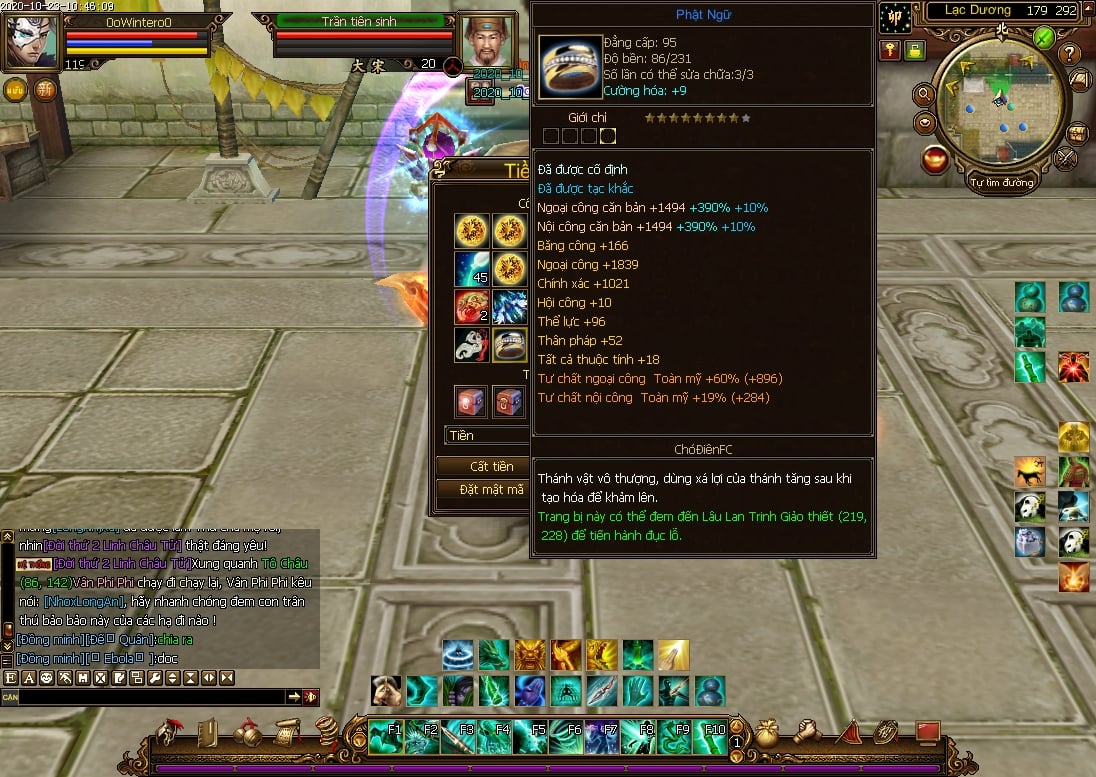 2020-10-23-10:46:09
0oWintero0
119
Trần tiên sinh
大宋
20
2020_10
2020_10
Phật Ngữ
Đẳng cấp: 95
Độ bền: 86/231
Số lần có thể sửa chữa:3/3
Cường hóa: +9
Giới chỉ
Đã được cố định
Đã được tạc khắc
Ngoại công căn bản +1494 +390% +10%
Nội công căn bản +1494 +390% +10%
Băng công +166
Ngoại công +1839
Chính xác +1021
Hội công +10
Thể lực +96
Thân pháp +52
Tất cả thuộc tính +18
Tư chất ngoại công Toàn mỹ +60% (+896)
Tư chất nội công Toàn mỹ +19% (+284)
ChóĐiênFC
Thánh vật vô thượng, dùng xá lợi của thánh tăng sau khi
tạo hóa để khảm lên.
Trang bị này có thể đem đến Lâu Lan Trinh Giảo thiết (219,
228) để tiến hành đục lỗ.
Lạc Dương 179 292
北
Tự tìm đường
45
2
Tiền
Cất tiền
Đặt mật mã
nhìn[Đời thứ 2 Linh Châu Tử] thật đáng yêu!
[Đời thứ 2 Linh Châu Tử]Xung quanh Tô Châu
(86, 142)Vân Phi Phi chạy đi chạy lại, Vân Phi Phi kêu
nói: [NhoxLongAn], hãy nhanh chóng đem con trân
thú bảo bảo này của các hạ đi nào !
[Đồng minh][Đế Quân]:chia ra
[Đồng minh][ Ebola ]:doc
CẬN
F1 F2 F3 F4 F5 F6 F7 F8 F9 F10
1